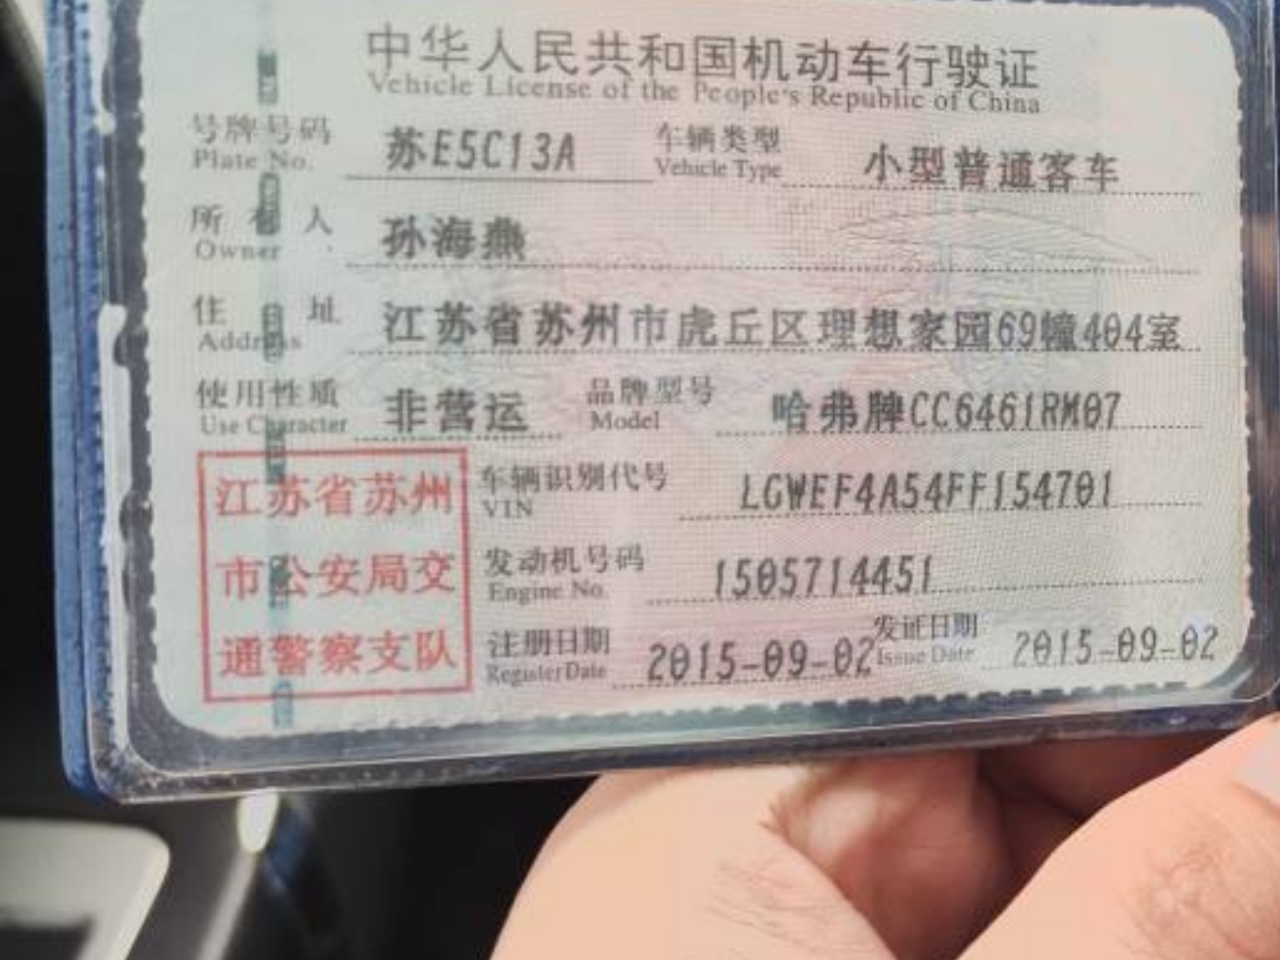 中华人民共和国机动车行驶证
Vehicle License of the People's Republic of China
号牌号码 苏E5C13A 车辆类型 小型普通客车
Plate No. Vehicle Type
所有人 孙海燕
Owner
住址 江苏省苏州市虎丘区理想家园69幢404室
Address
使用性质 非营运 品牌型号 哈弗牌CC6461RM07
Use Character Model
江苏省苏州 车辆识别代号 LGWEF4A54FF154701
VIN
市公安局交 发动机号码 1505714451
Engine No.
通警察支队 注册日期 2015-09-02 发证日期 2015-09-02
Register Date Issue Date